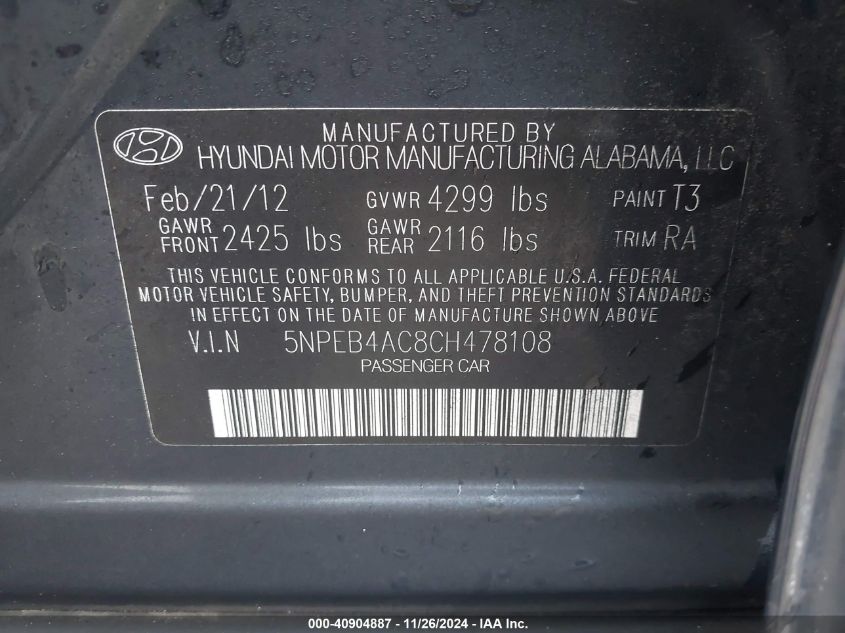 MANUFACTURED BY
HYUNDAI MOTOR MANUFACTURING ALABAMA, LLC
Feb/21/12 GVWR 4299 lbs PAINT T3
GAWR FRONT 2425 lbs GAWR REAR 2116 lbs TRIM RA
THIS VEHICLE CONFORMS TO ALL APPLICABLE U.S.A. FEDERAL
MOTOR VEHICLE SAFETY, BUMPER, AND THEFT PREVENTION STANDARDS
IN EFFECT ON THE DATE OF MANUFACTURE SHOWN ABOVE
V.I.N 5NPEB4AC8CH478108
PASSENGER CAR
000-40904887 - 11/26/2024 - IAA Inc.